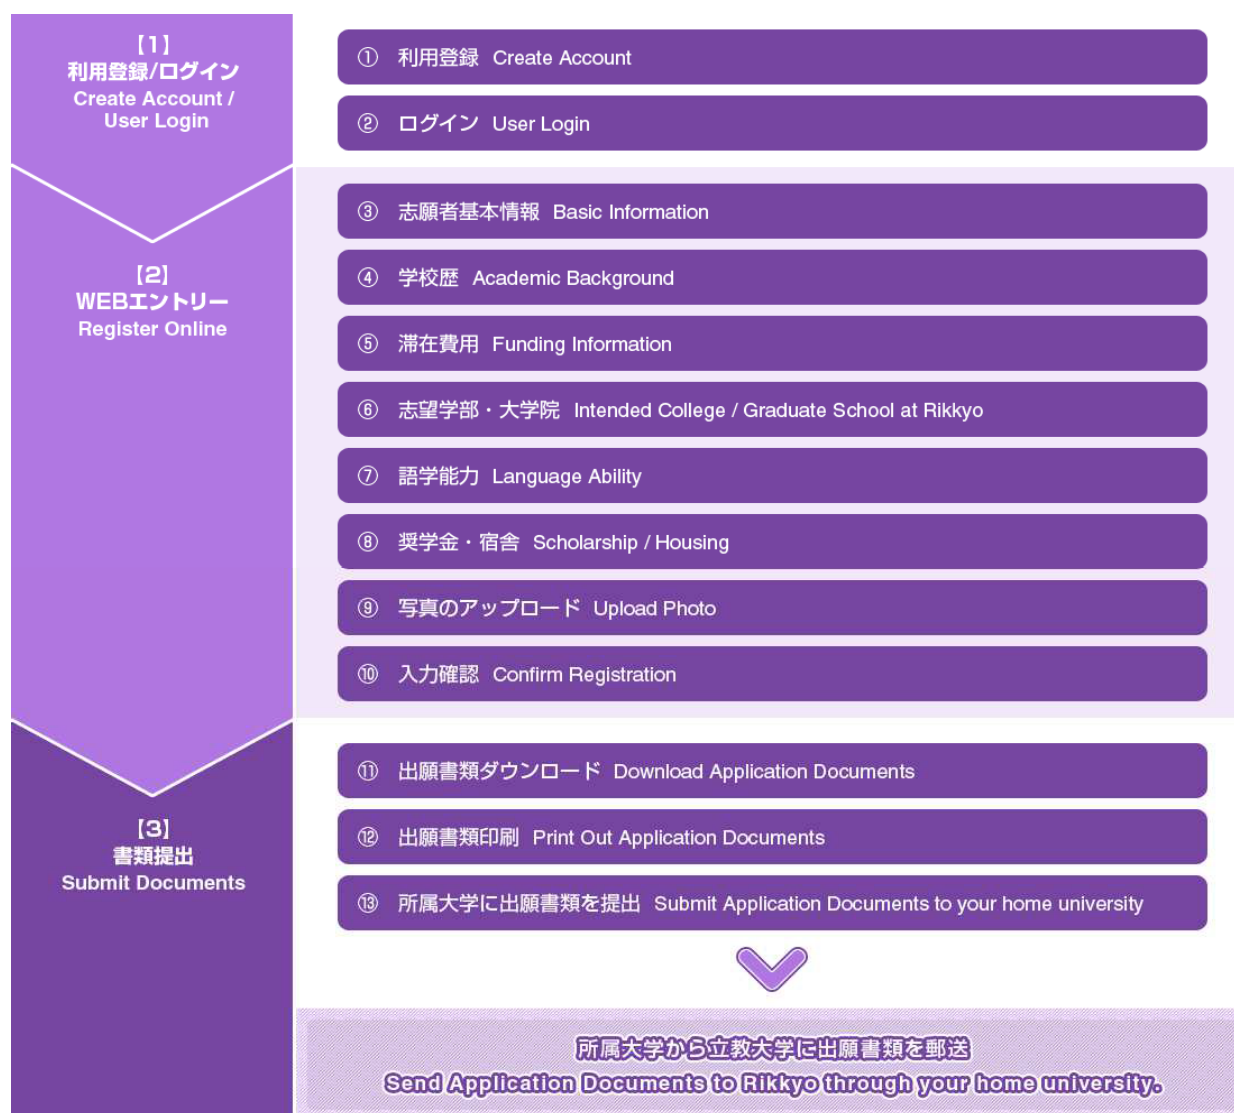 【1】
利用登録/ログイン
Create Account /
User Login
① 利用登録 Create Account
② ログイン User Login
【2】
WEBエントリー
Register Online
③ 志願者基本情報 Basic Information
④ 学校歴 Academic Background
⑤ 滞在費用 Funding Information
⑥ 志望学部・大学院 Intended College / Graduate School at Rikkyo
⑦ 語学能力 Language Ability
⑧ 奨学金・宿舎 Scholarship / Housing
⑨ 写真のアップロード Upload Photo
⑩ 入力確認 Confirm Registration
【3】
書類提出
Submit Documents
⑪ 出願書類ダウンロード Download Application Documents
⑫ 出願書類印刷 Print Out Application Documents
⑬ 所属大学に出願書類を提出 Submit Application Documents to your home university
所属大学から立教大学に出願書類を郵送
Send Application Documents to Rikkyo through your home university。